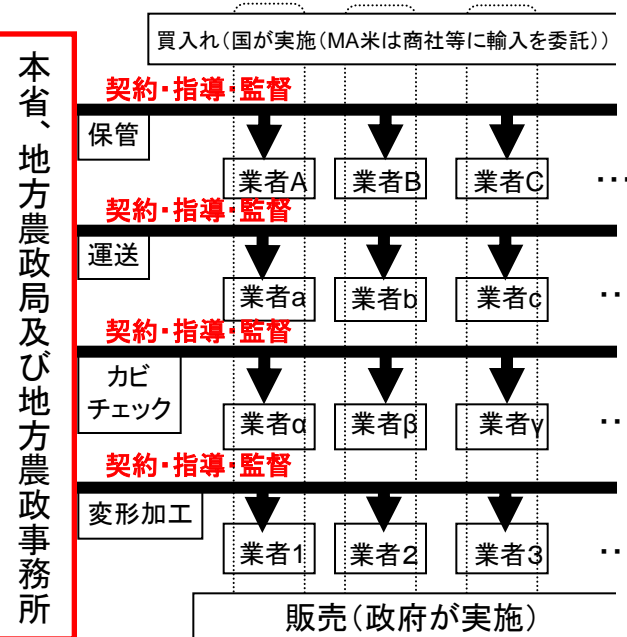 買入れ(国が実施(MA米は商社等に輸入を委託))
本省、地方農政局及び地方農政事務所
契約・指導・監督
保管
業者A 業者B 業者C …
契約・指導・監督
運送
業者a 業者b 業者c …
契約・指導・監督
カビ
チェック
業者α 業者β 業者γ …
契約・指導・監督
変形加工
業者1 業者2 業者3 …
販売(政府が実施)